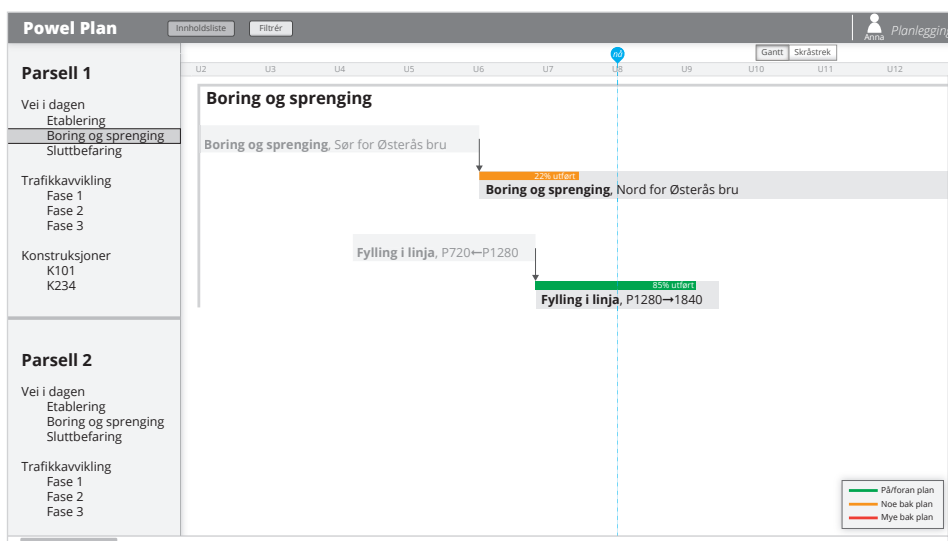 Powel Plan
Innholdsliste
Filtrér
Anna
Planlegging
nå
Gantt
Skråstrek
U2 U3 U4 U5 U6 U7 U8 U9 U10 U11 U12
Parsell 1
Vei i dagen
Etablering
Boring og sprenging
Sluttbefaring
Trafikkavvikling
Fase 1
Fase 2
Fase 3
Konstruksjoner
K101
K234
Parsell 2
Vei i dagen
Etablering
Boring og sprenging
Sluttbefaring
Trafikkavvikling
Fase 1
Fase 2
Fase 3
Boring og sprenging
Boring og sprenging, Sør for Østerås bru
22% utført
Boring og sprenging, Nord for Østerås bru
Fylling i linja, P720←P1280
85% utført
Fylling i linja, P1280→1840
På/foran plan
Noe bak plan
Mye bak plan